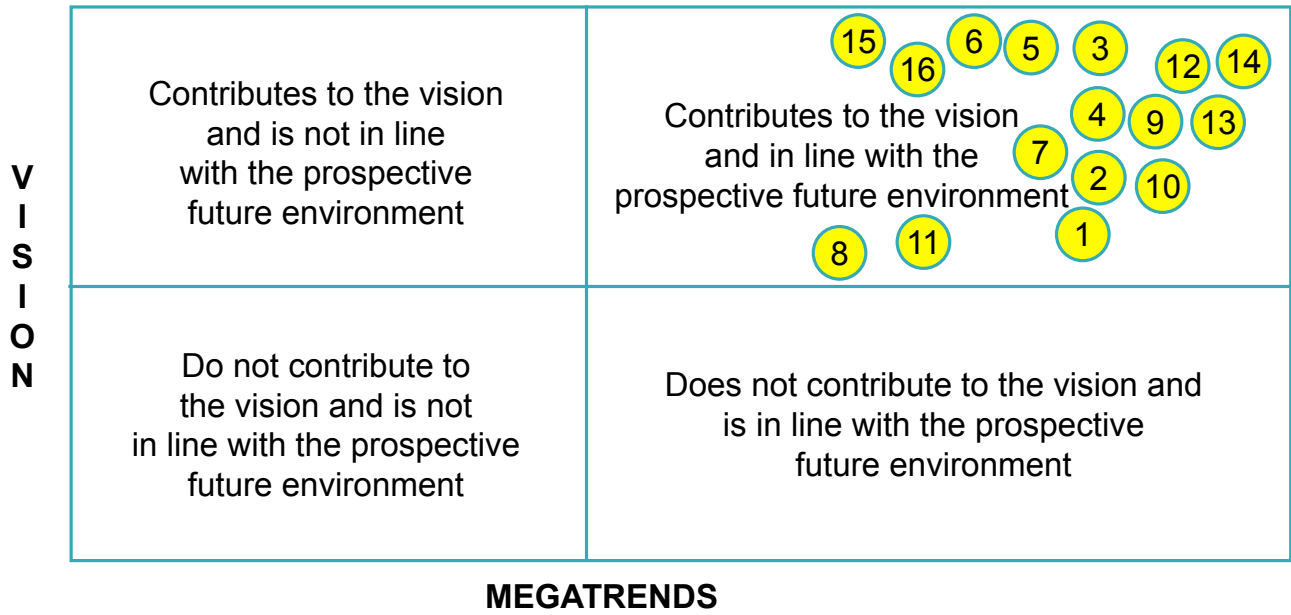 VISION
Contributes to the vision
and is not in line
with the prospective
future environment
15
16
6
5
3
12
14
Contributes to the vision
and in line with the
prospective future environment
4
9
13
7
2
10
1
8
11
Do not contribute to
the vision and is not
in line with the prospective
future environment
Does not contribute to the vision and
is in line with the prospective
future environment
MEGATRENDS